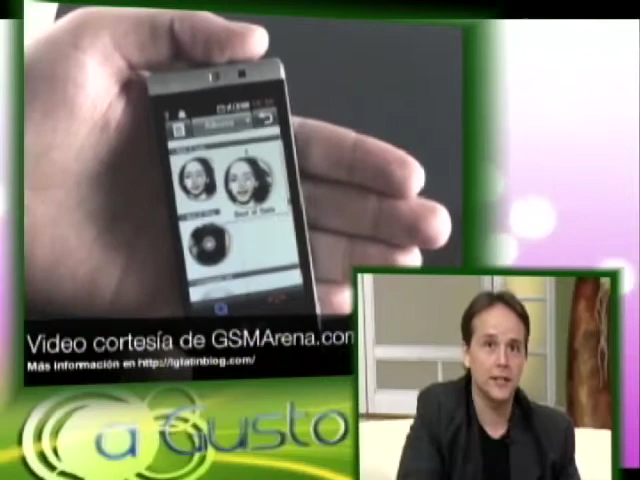 Video cortesía de GSMArena.com
Más información en http://lglatinblog.com/
a Gusto